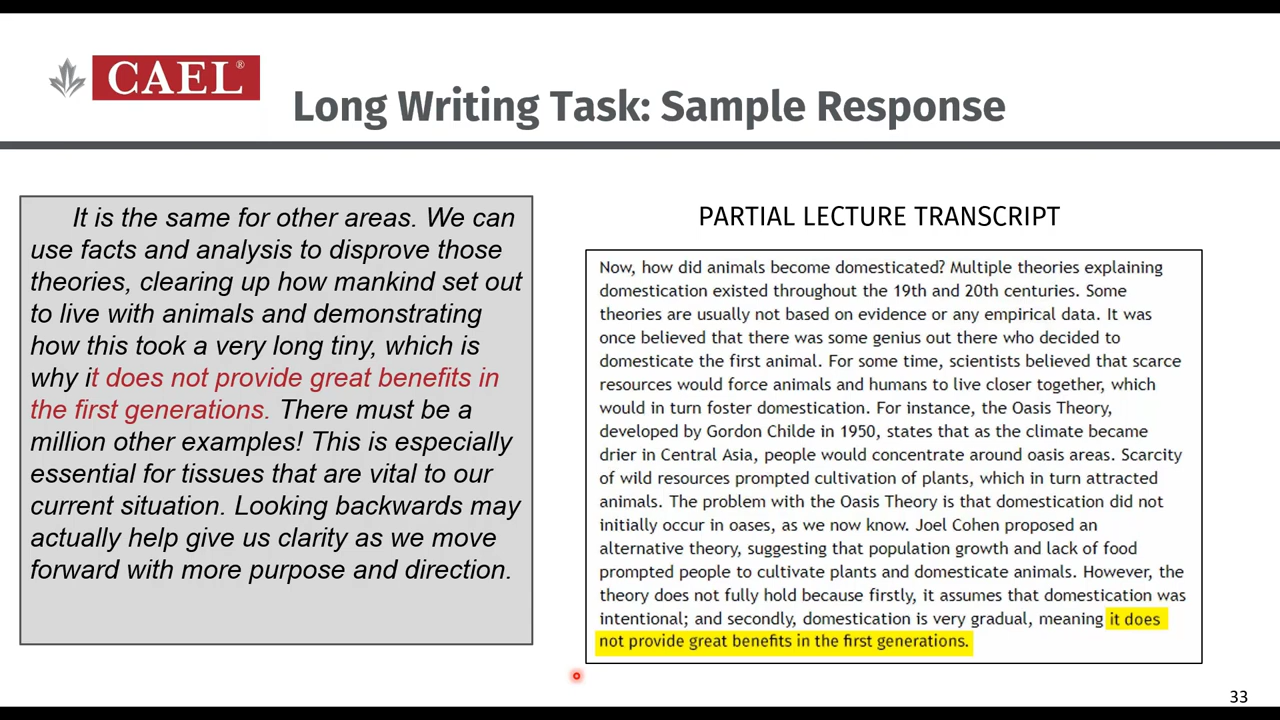 CAEL®
Long Writing Task: Sample Response
It is the same for other areas. We can
use facts and analysis to disprove those
theories, clearing up how mankind set out
to live with animals and demonstrating
how this took a very long tiny, which is
why it does not provide great benefits in
the first generations. There must be a
million other examples! This is especially
essential for tissues that are vital to our
current situation. Looking backwards may
actually help give us clarity as we move
forward with more purpose and direction.
PARTIAL LECTURE TRANSCRIPT
Now, how did animals become domesticated? Multiple theories explaining
domestication existed throughout the 19th and 20th centuries. Some
theories are usually not based on evidence or any empirical data. It was
once believed that there was some genius out there who decided to
domesticate the first animal. For some time, scientists believed that scarce
resources would force animals and humans to live closer together, which
would in turn foster domestication. For instance, the Oasis Theory,
developed by Gordon Childe in 1950, states that as the climate became
drier in Central Asia, people would concentrate around oasis areas. Scarcity
of wild resources prompted cultivation of plants, which in turn attracted
animals. The problem with the Oasis Theory is that domestication did not
initially occur in oases, as we now know. Joel Cohen proposed an
alternative theory, suggesting that population growth and lack of food
prompted people to cultivate plants and domesticate animals. However, the
theory does not fully hold because firstly, it assumes that domestication was
intentional; and secondly, domestication is very gradual, meaning it does
not provide great benefits in the first generations.
33